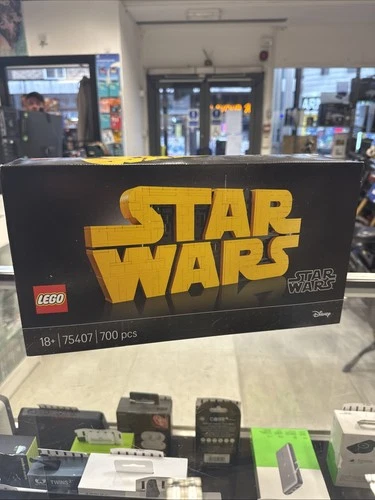 STAR
WARS
LEGO
STAR
WARS
18+ 75407 700 pcs
Disney